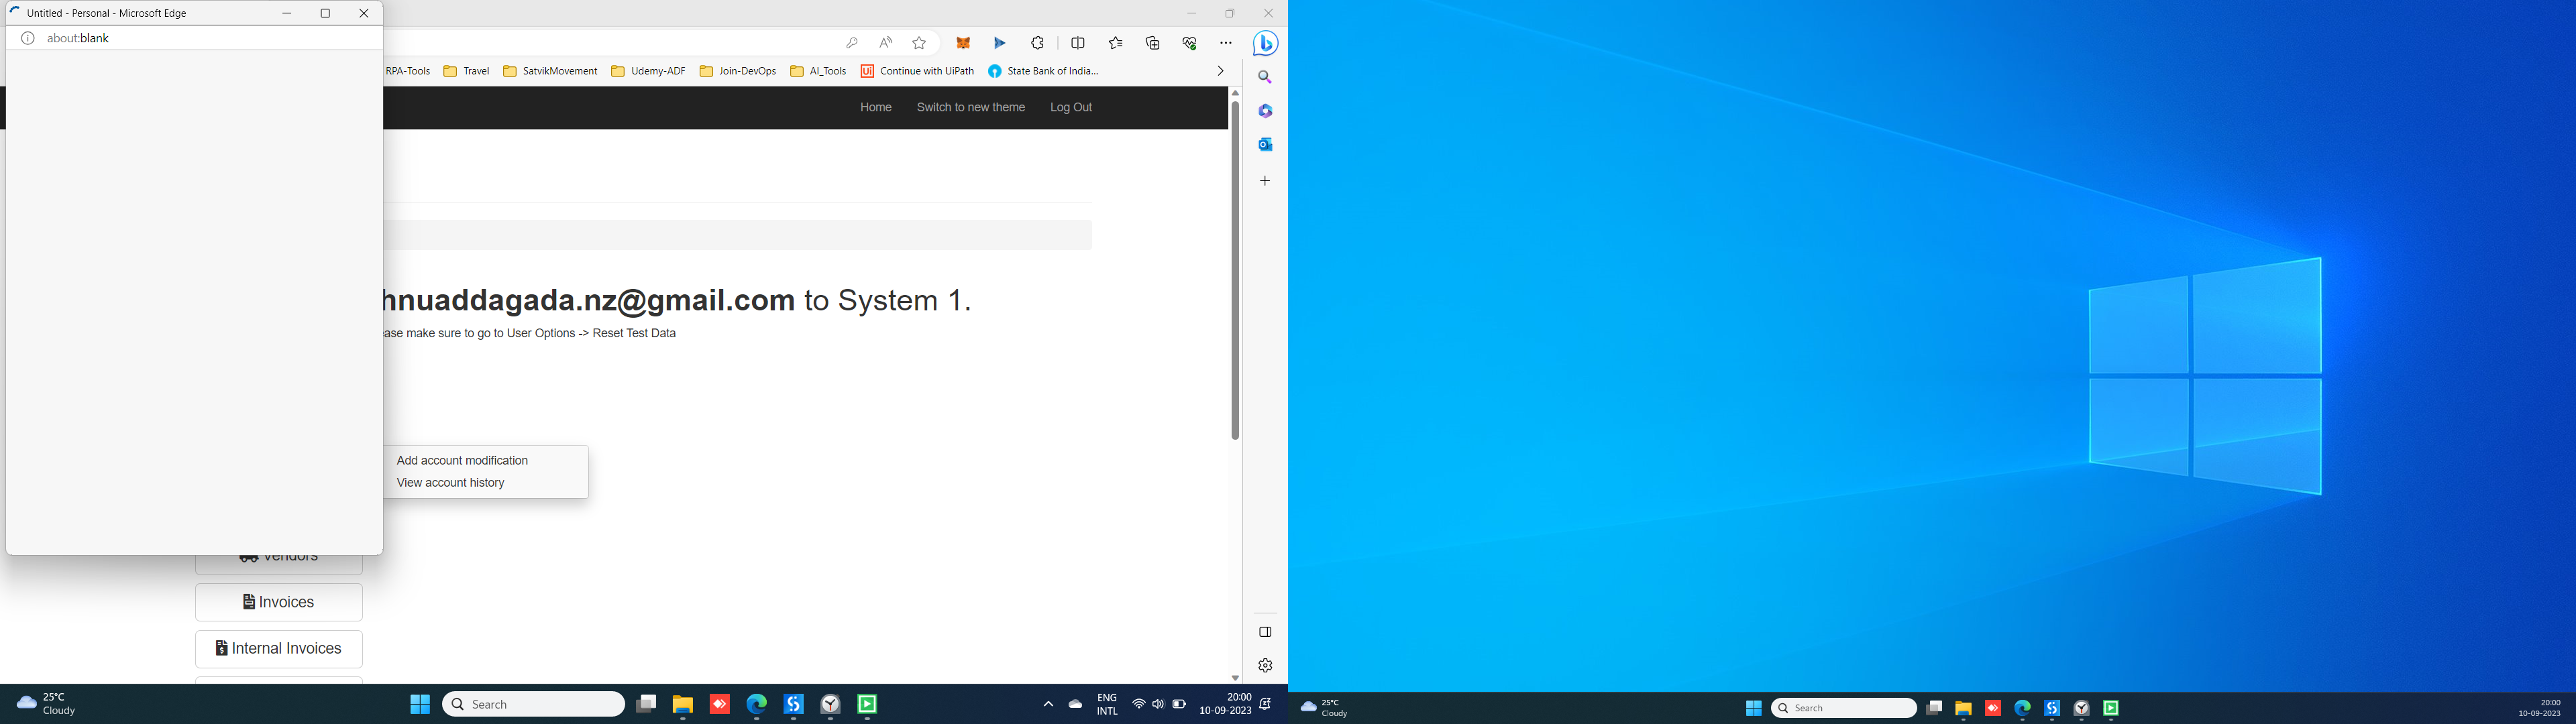 Untitled - Personal - Microsoft Edge
about:blank
RPA-Tools
Travel
SatvikMovement
Udemy-ADF
Join-DevOps
AI_Tools
Continue with UiPath
State Bank of India...
Home
Switch to new theme
Log Out
hnuaddagada.nz@gmail.com to System 1.
ase make sure to go to User Options -> Reset Test Data
Add account modification
View account history
Vendors
Invoices
Internal Invoices
25°C
Cloudy
Search
ENG
INTL
20:00
10-09-2023
25°C
Cloudy
Search
20:00
10-09-2023